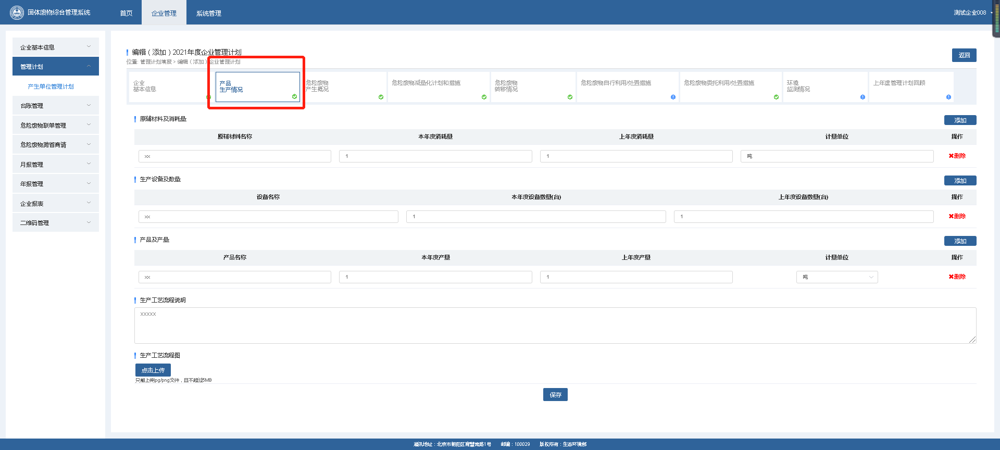 固体废物综合管理系统
首页
企业管理
系统管理
测试企业008
企业基本信息
管理计划
产生单位管理计划
台账管理
危险废物联单管理
危险废物跨省商请
月报管理
年报管理
企业报表
二维码管理
编辑（添加）2021年度企业管理计划
位置: 管理计划填报 > 编辑（添加）企业管理计划
返回
企业
基本信息
产品
生产情况
危险废物
产生概况
危险废物减量化计划和措施
危险废物
转移情况
危险废物自行利用/处置措施
危险废物委托利用/处置措施
环境
监测情况
上年度管理计划回顾
原辅材料及消耗量
添加
原辅材料名称 本年度消耗量 上年度消耗量 计量单位 操作
xx 1 1 吨 删除
生产设备及数量
添加
设备名称 本年度设备数量(台) 上年度设备数量(台) 操作
xx 1 1 删除
产品及产量
添加
产品名称 本年度产量 上年度产量 计量单位 操作
xx 1 1 吨 删除
生产工艺流程说明
xxxxx
生产工艺流程图
点击上传
只能上传jpg/png文件，且不超过5MB
保存
通讯地址：北京市朝阳区育慧南路1号 邮编：100029 版权所有：生态环境部